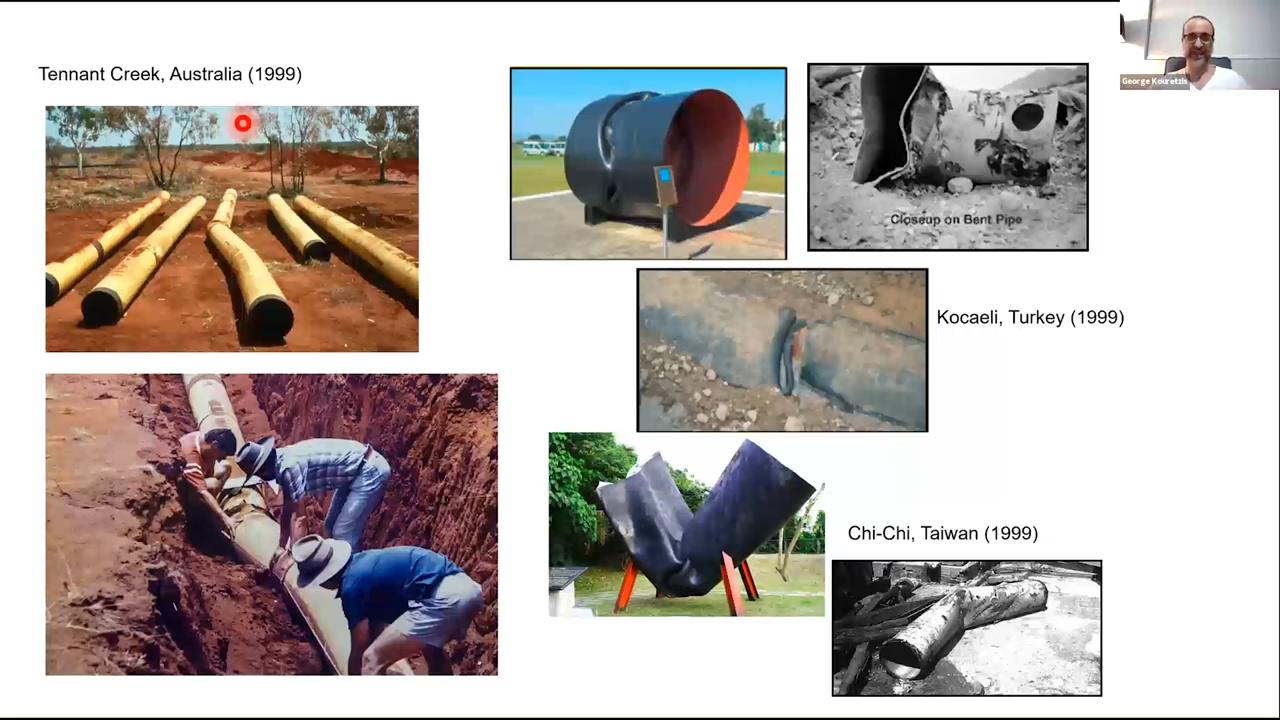 Tennant Creek, Australia (1999)
George Kouretzis
Closeup on Bent Pipe
Kocaeli, Turkey (1999)
Chi-Chi, Taiwan (1999)